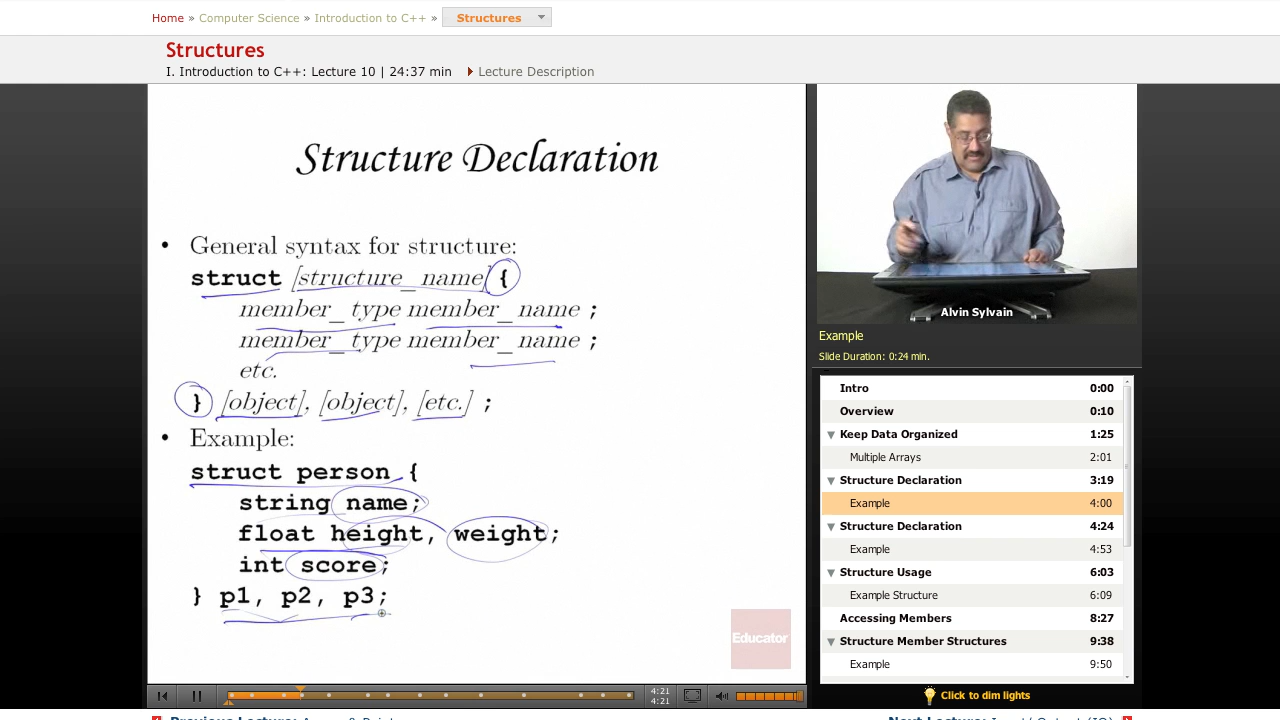 Home » Computer Science » Introduction to C++ » Structures
Structures
I. Introduction to C++: Lecture 10 | 24:37 min Lecture Description
Structure Declaration
• General syntax for structure:
struct [structure_name] {
member_type member_name ;
member_type member_name ;
etc.
} [object], [object], [etc.] ;
• Example:
struct person {
string name;
float height, weight;
int score;
} p1, p2, p3;
Educator
4:21
4:21
Alvin Sylvain
Example
Slide Duration: 0:24 min.
Intro 0:00
Overview 0:10
Keep Data Organized 1:25
Multiple Arrays 2:01
Structure Declaration 3:19
Example 4:00
Structure Declaration 4:24
Example 4:53
Structure Usage 6:03
Example Structure 6:09
Accessing Members 8:27
Structure Member Structures 9:38
Example 9:50
Click to dim lights
Previous Lecture:
Next Lecture: